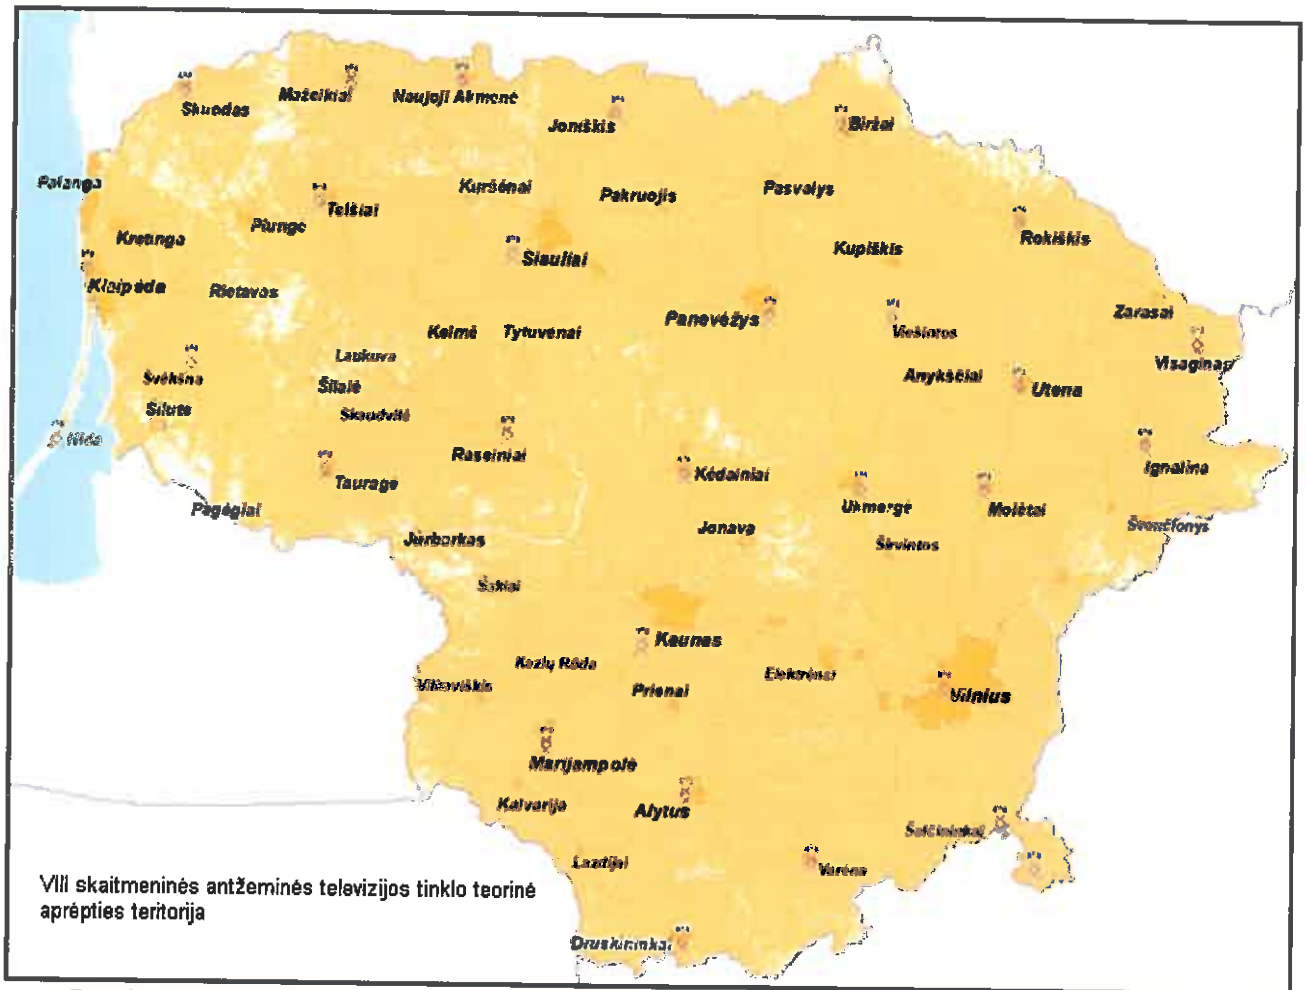 Skuodas
Mažeikiai
Naujoji Akmenė
Joniškis
Biržai
Palanga
Kretinga
Plungė
Telšiai
Kuršėnai
Pakruojis
Pasvalys
Rokiškis
Kupiškis
Šiauliai
Klaipėda
Rietavas
Panevėžys
Zarasai
Visaginas
Kelmė
Tytuvėnai
Laukuva
Švėkšna
Šilalė
Anykščiai
Utena
Šilutė
Skaudvilė
Nida
Raseiniai
Ignalina
Tauragė
Kėdainiai
Ukmergė
Molėtai
Pagėgiai
Jonava
Širvintos
Švenčionys
Jurbarkas
Šakiai
Kaunas
Kazlų Rūda
Elektrėnai
Vilkaviškis
Prienai
Vilnius
Marijampolė
Kalvarija
Alytus
Šalčininkai
Lazdijai
Varėna
Druskininkai
VIII skaitmeninės antžeminės televizijos tinklo teorinė
aprėpties teritorija